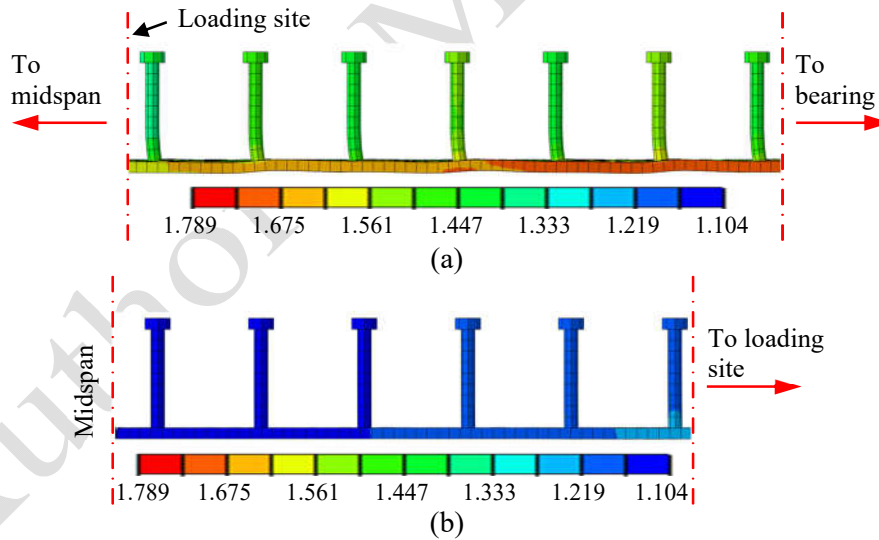 Loading site
To
midspan
To
bearing
1.789 1.675 1.561 1.447 1.333 1.219 1.104
(a)
Midspan
To loading
site
1.789 1.675 1.561 1.447 1.333 1.219 1.104
(b)